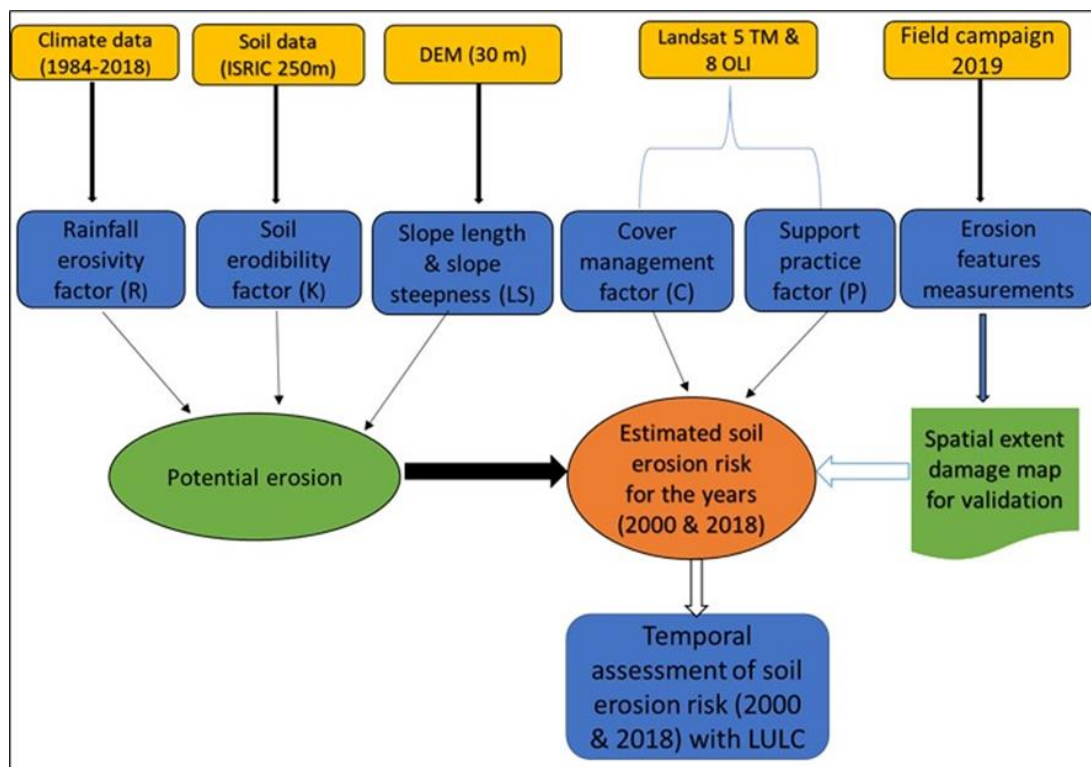 Climate data
(1984-2018)
Soil data
(ISRIC 250m)
DEM (30 m)
Landsat 5 TM &
8 OLI
Field campaign
2019
Rainfall
erosivity
factor (R)
Soil
erodibility
factor (K)
Slope length
& slope
steepness (LS)
Cover
management
factor (C)
Support
practice
factor (P)
Erosion
features
measurements
Potential erosion
Estimated soil
erosion risk
for the years
(2000 & 2018)
Spatial extent
damage map
for validation
Temporal
assessment of soil
erosion risk (2000
& 2018) with LULC